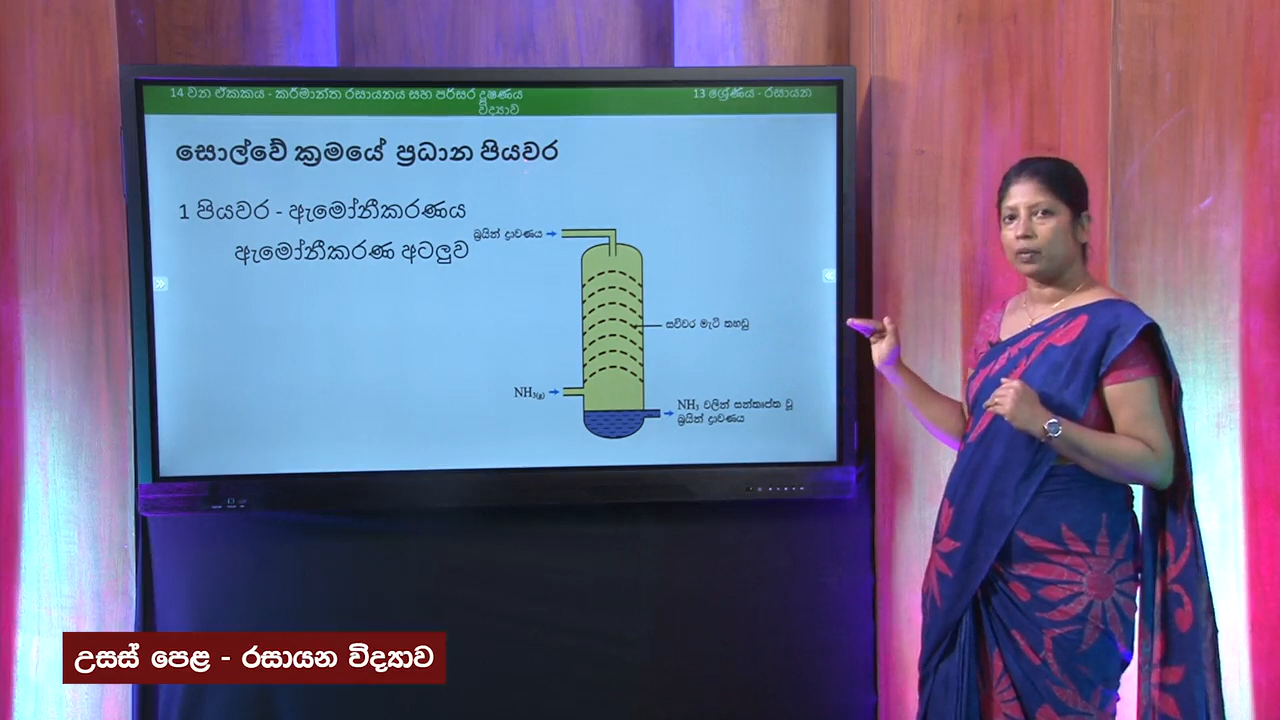 14 වන ඒකකය - කර්මාන්ත රසායනය සහ පරිසර දූෂණය
විද්‍යාව
13 ශ්‍රේණිය - රසායන
සොල්වේ ක්‍රමයේ ප්‍රධාන පියවර
1 පියවර - ඇමෝනීකරණය
ඇමෝනීකරණ අටලුව
බ්‍රයින් ද්‍රාවණය
සවිවර මැටි තහඩු
NH₃₍g₎
NH₃ වලින් සන්තෘප්ත වූ
බ්‍රයින් ද්‍රාවණය
උසස් පෙළ - රසායන විද්‍යාව